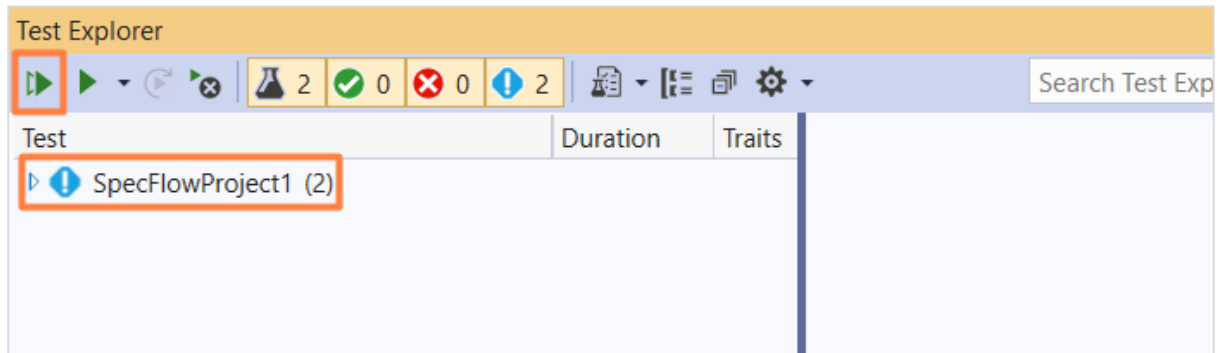 Test Explorer
2 0 0 2 Search Test Exp
Test Duration Traits
SpecFlowProject1 (2)